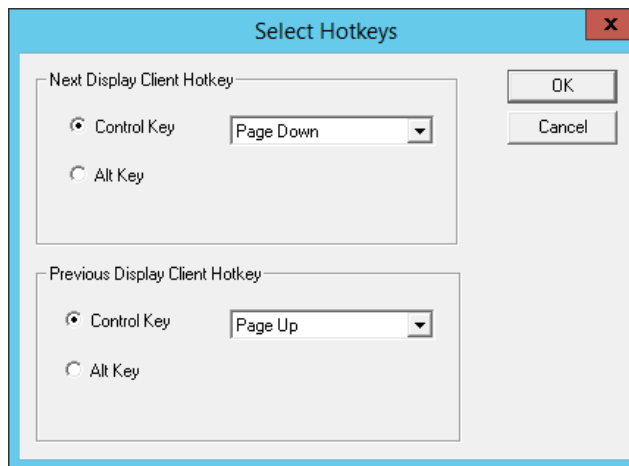 Select Hotkeys
x
Next Display Client Hotkey
Control Key
Page Down
Alt Key
OK
Cancel
Previous Display Client Hotkey
Control Key
Page Up
Alt Key